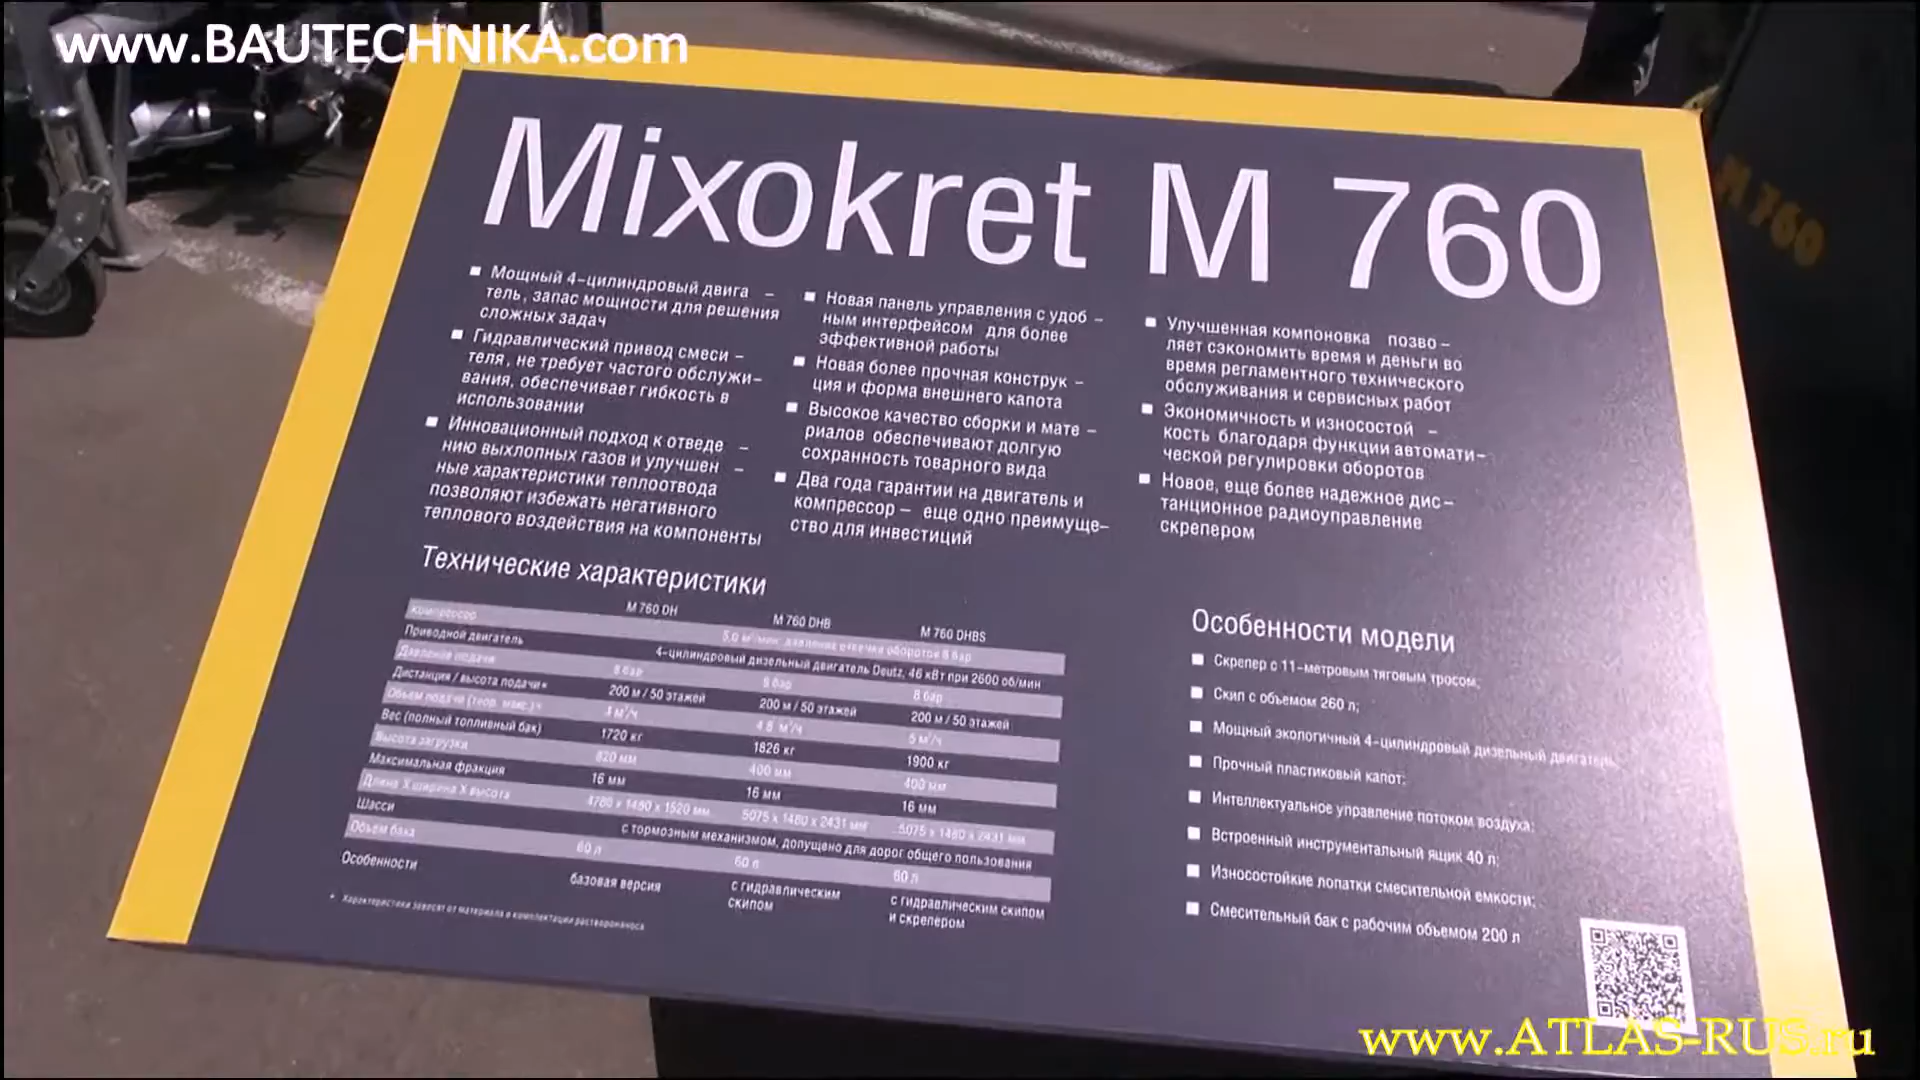 www.BAUTECHNIKA.com
Mixokret M 760
M 760
▪ Мощный 4-цилиндровый двига –
тель, запас мощности для решения
сложных задач
▪ Гидравлический привод смеси –
теля, не требует частого обслужи–
вания, обеспечивает гибкость в
использовании
▪ Инновационный подход к отведе –
нию выхлопных газов и улучшен –
ные характеристики теплоотвода
позволяют избежать негативного
теплового воздействия на компоненты
▪ Новая панель управления с удоб –
ным интерфейсом для более
эффективной работы
▪ Новая более прочная конструк –
ция и форма внешнего капота
▪ Высокое качество сборки и мате –
риалов обеспечивают долгую
сохранность товарного вида
▪ Два года гарантии на двигатель и
компрессор – еще одно преимуще–
ство для инвестиций
▪ Улучшенная компоновка позво –
ляет сэкономить время и деньги во
время регламентного технического
обслуживания и сервисных работ
▪ Экономичность и износостой –
кость благодаря функции автомати–
ческой регулировки оборотов
▪ Новое, еще более надежное дис –
танционное радиоуправление
скрепером
Технические характеристики
M 760 DH M 760 DHB M 760 DHBS
Компрессор
Приводной двигатель 4-цилиндровый дизельный двигатель Deutz, 46 кВт при 2600 об/мин
Давление подачи 8 бар 8 бар 8 бар
Дистанция / высота подачи* 200 м / 50 этажей 200 м / 50 этажей 200 м / 50 этажей
Объем подачи (теор. макс.) 4 м³/ч 4.8 м³/ч 5 м³/ч
Вес (полный топливный бак) 1720 кг 1826 кг 1900 кг
Высота загрузки 820 мм 400 мм 400 мм
Максимальная фракция 16 мм 16 мм 16 мм
Длина X ширина X высота 4780 x 1480 x 1520 мм 5075 x 1480 x 2431 мм 5075 x 1480 x 2431 мм
Шасси с тормозным механизмом, допущено для дорог общего пользования
Объем бака 60 л 60 л 60 л
Особенности базовая версия с гидравлическим скипом с гидравлическим скипом и скрепером
* Характеристики зависят от материала и комплектации растворонасоса
Особенности модели
▪ Скрепер с 11-метровым тяговым тросом;
▪ Скип с объемом 260 л;
▪ Мощный экологичный 4-цилиндровый дизельный двигатель;
▪ Прочный пластиковый капот;
▪ Интеллектуальное управление потоком воздуха;
▪ Встроенный инструментальный ящик 40 л;
▪ Износостойкие лопатки смесительной емкости;
▪ Смесительный бак с рабочим объемом 200 л
www.ATLAS-RUS.ru